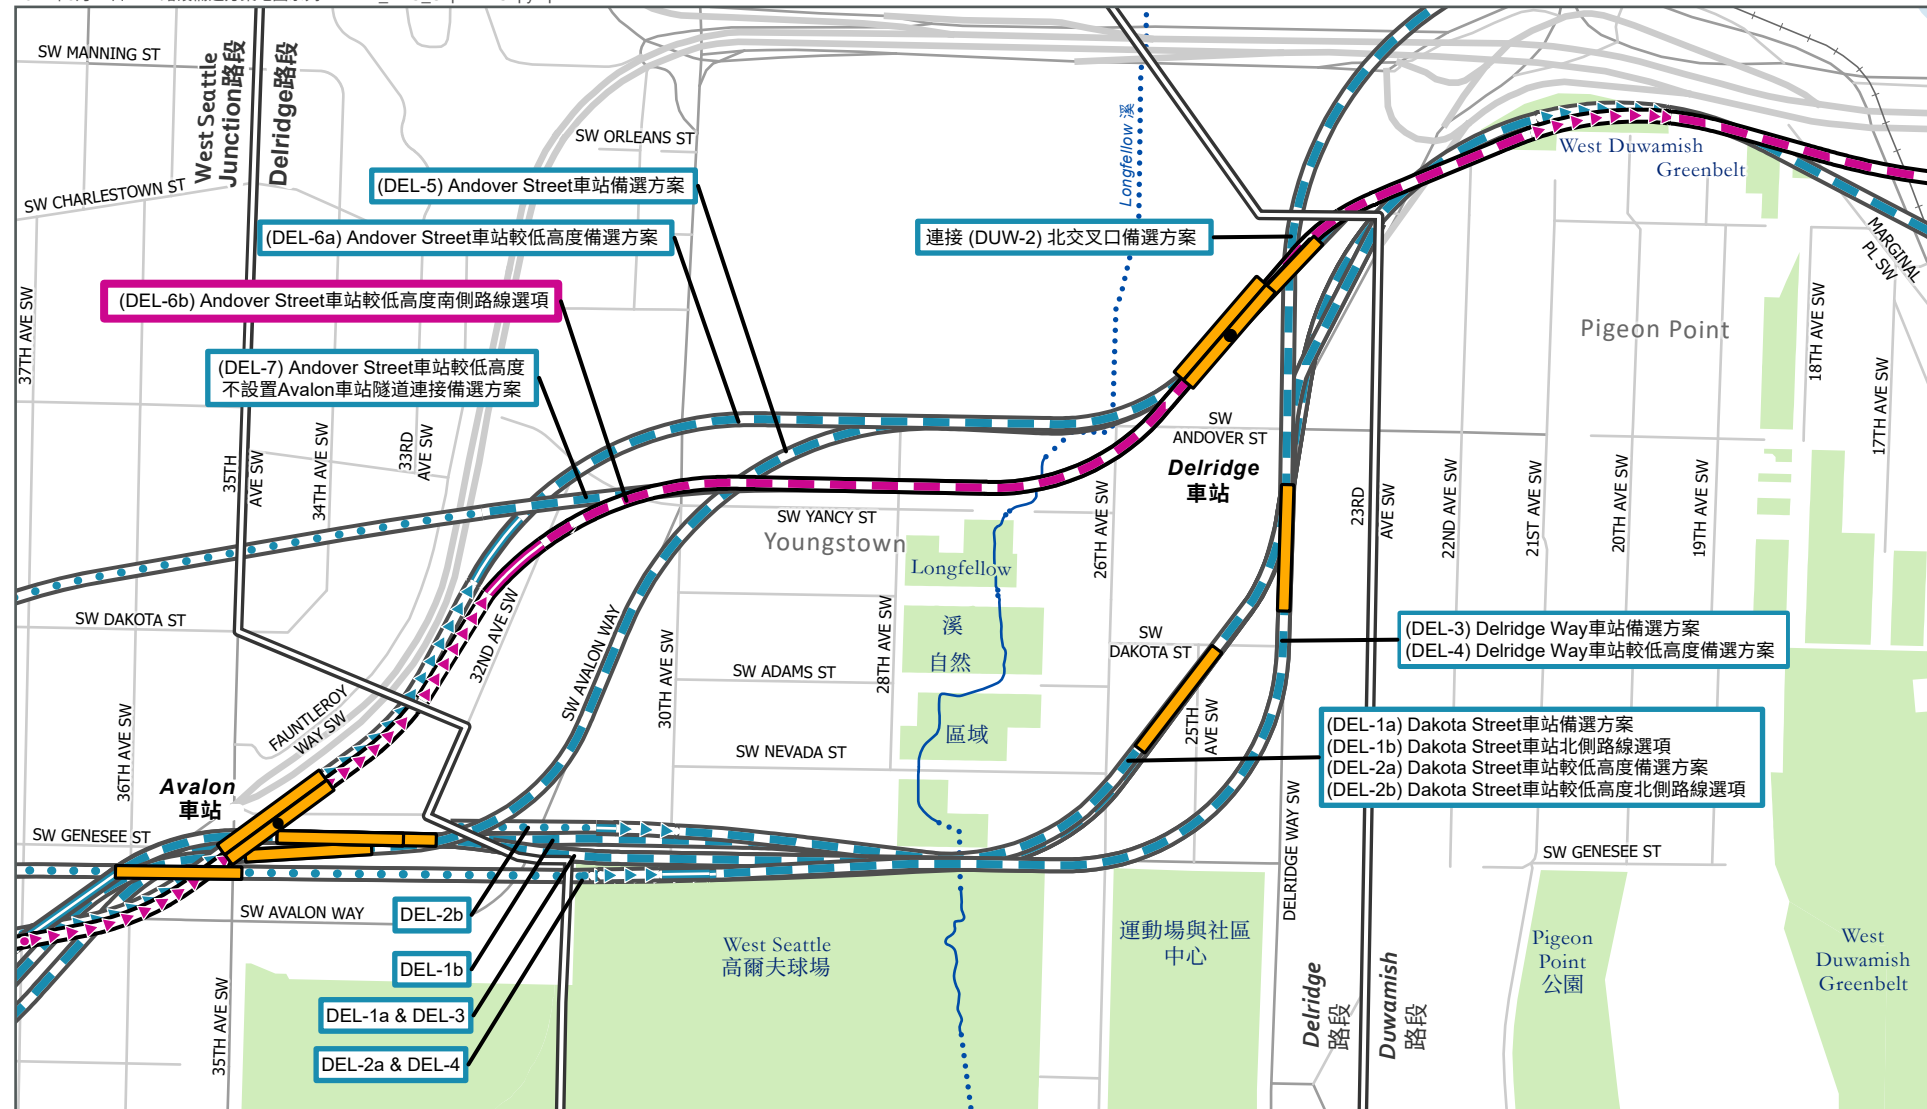 SW MANNING ST
West Seattle
Junction路段
Delridge路段
SW ORLEANS ST
Longfellow 溪
West Duwamish
Greenbelt
SW CHARLESTOWN ST
(DEL-5) Andover Street車站備選方案
(DEL-6a) Andover Street車站較低高度備選方案
連接 (DUW-2) 北交叉口備選方案
MARGINAL
PL SW
(DEL-6b) Andover Street車站較低高度南側路線選項
Pigeon Point
37TH AVE SW
18TH AVE SW
17TH AVE SW
(DEL-7) Andover Street車站較低高度
不設置Avalon車站隧道連接備選方案
SW
ANDOVER ST
Delridge
車站
35TH
AVE SW
34TH AVE SW
33RD
AVE SW
26TH AVE SW
23RD
AVE SW
22ND AVE SW
21ST AVE SW
20TH AVE SW
19TH AVE SW
SW YANCY ST
Youngstown
Longfellow
溪
自然
區域
SW DAKOTA ST
32ND AVE SW
SW AVALON WAY
30TH AVE SW
28TH AVE SW
SW
DAKOTA ST
(DEL-3) Delridge Way車站備選方案
(DEL-4) Delridge Way車站較低高度備選方案
SW ADAMS ST
FAUNTLEROY
WAY SW
36TH AVE SW
25TH
AVE SW
SW NEVADA ST
(DEL-1a) Dakota Street車站備選方案
(DEL-1b) Dakota Street車站北側路線選項
(DEL-2a) Dakota Street車站較低高度備選方案
(DEL-2b) Dakota Street車站較低高度北側路線選項
Avalon
車站
SW GENESEE ST
SW GENESEE ST
DELRIDGE WAY SW
SW AVALON WAY
DEL-2b
DEL-1b
DEL-1a & DEL-3
DEL-2a & DEL-4
35TH AVE SW
West Seattle
高爾夫球場
運動場與社區
中心
Delridge
路段
Duwamish
路段
Pigeon
Point
公園
West
Duwamish
Greenbelt